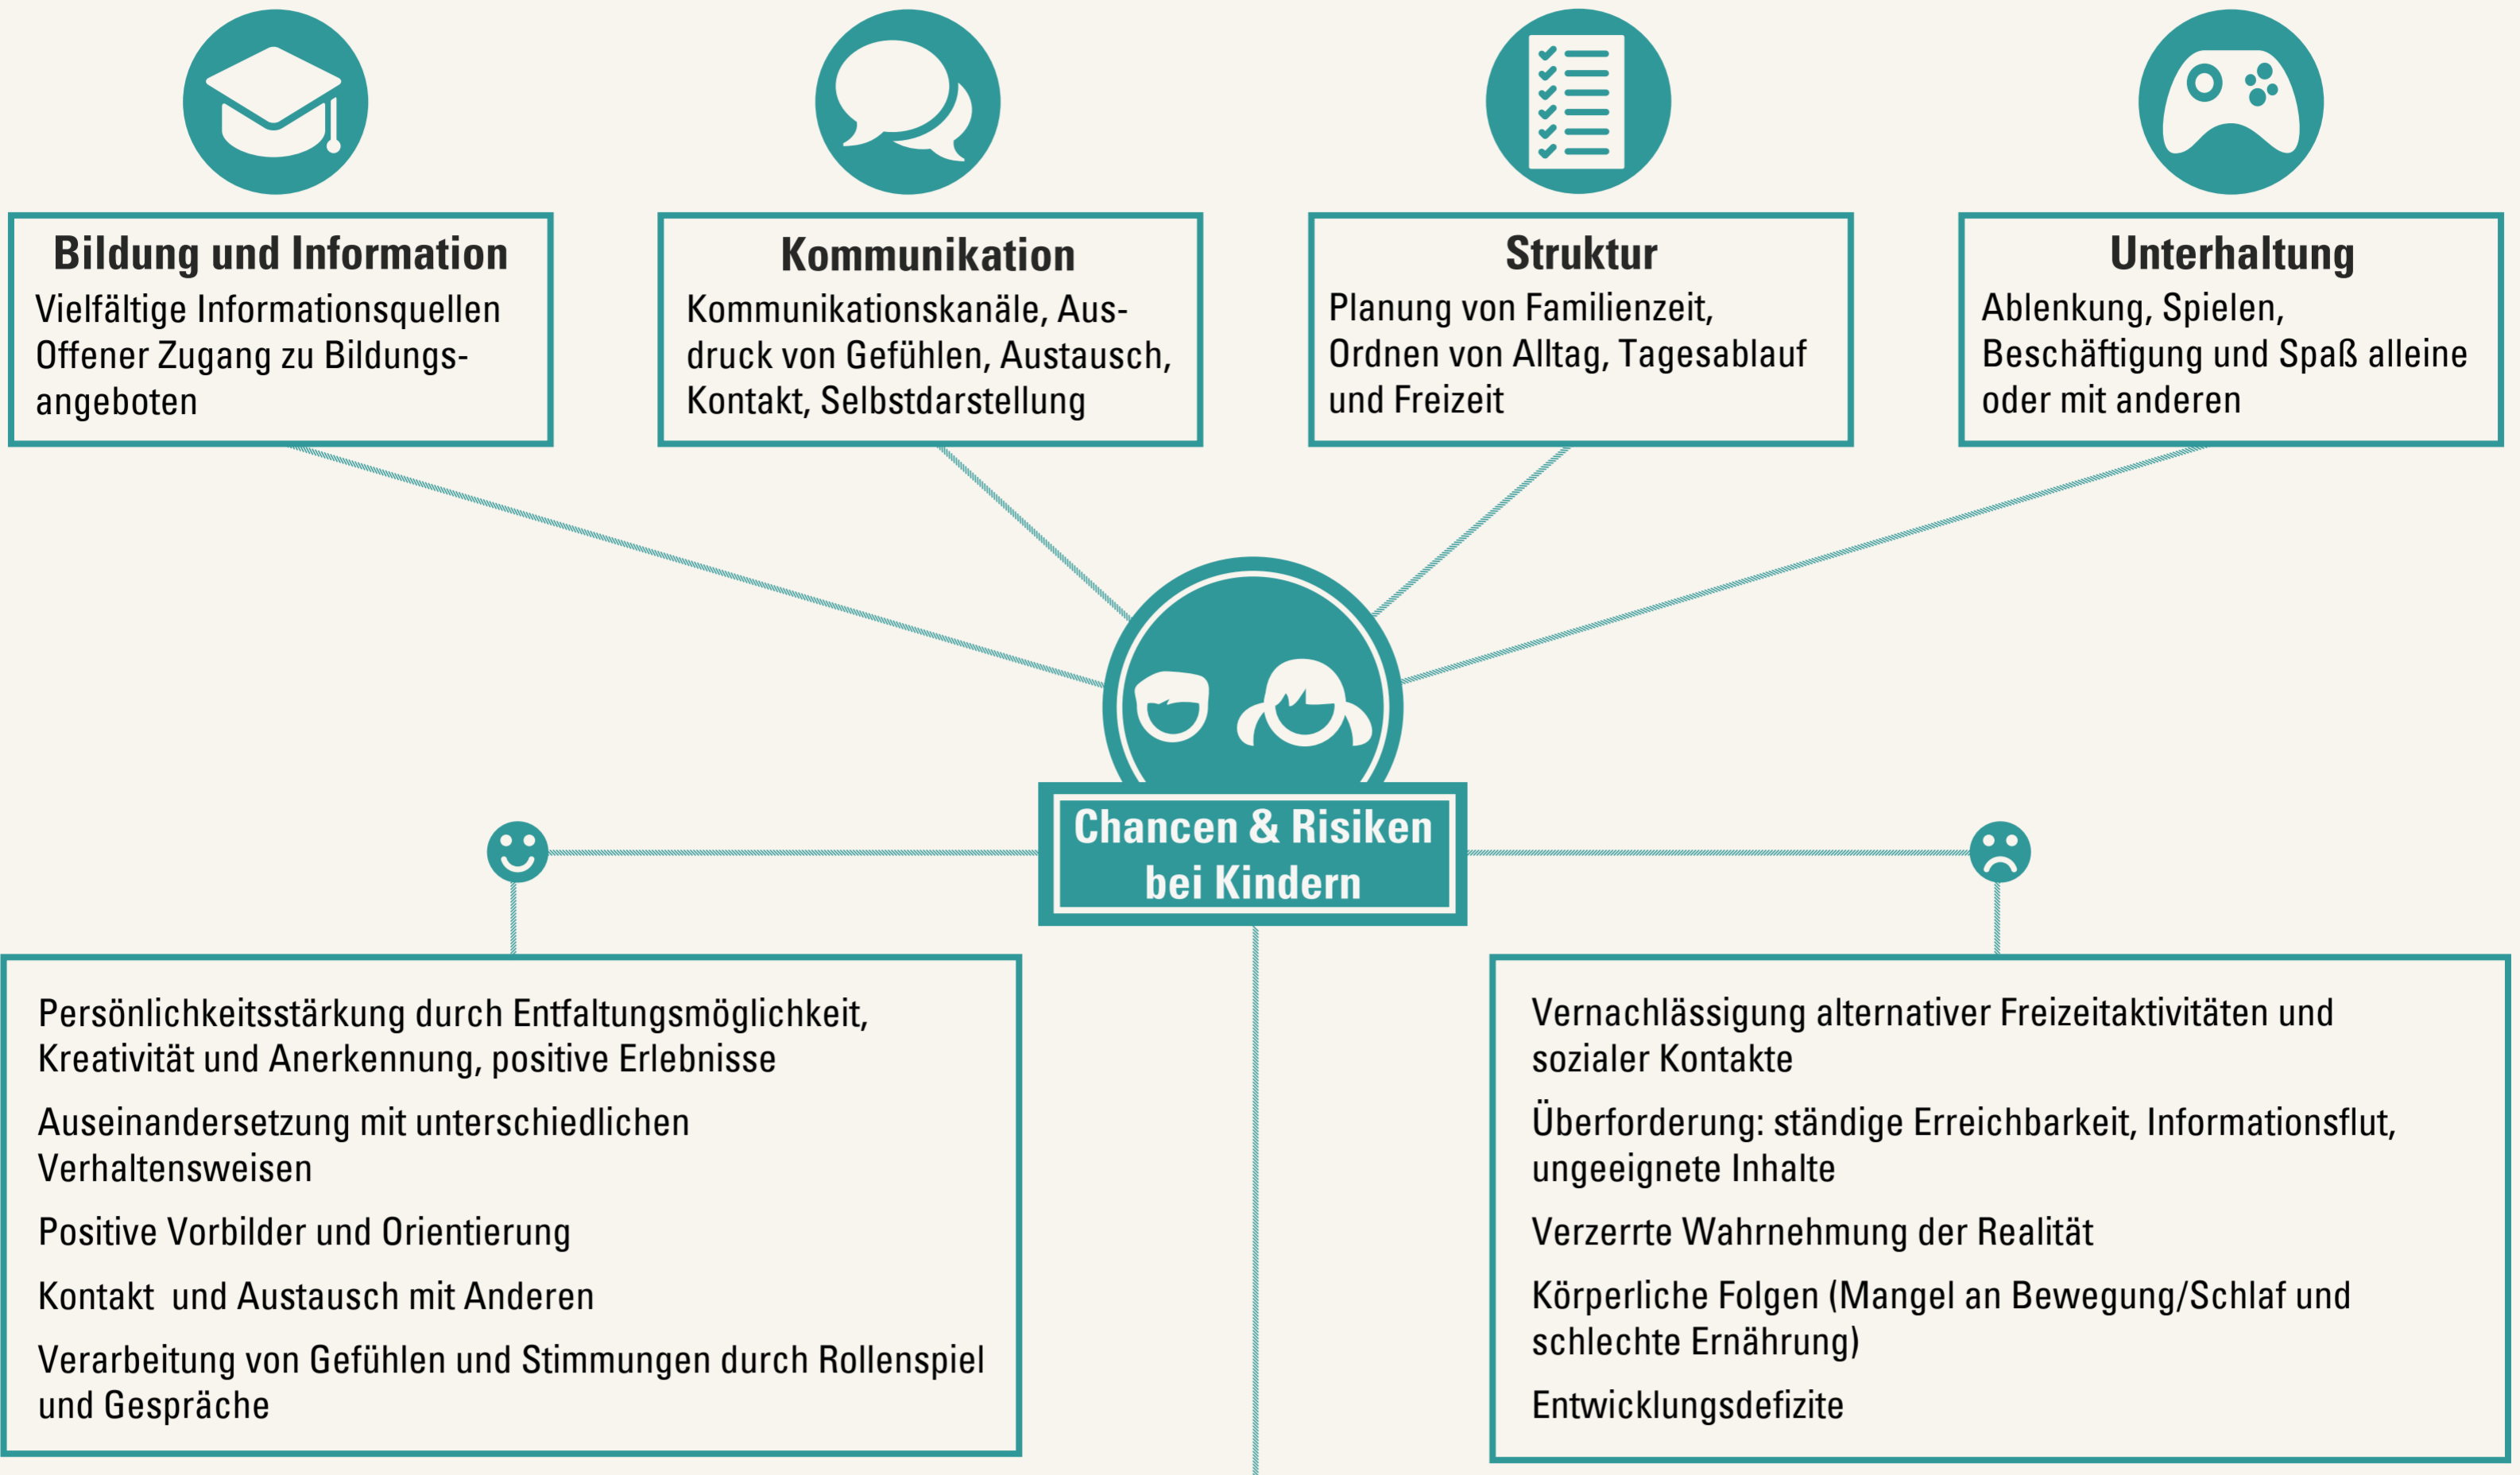 Bildung und Information
Vielfältige Informationsquellen
Offener Zugang zu Bildungs-
angeboten
Kommunikation
Kommunikationskanäle, Aus-
druck von Gefühlen, Austausch,
Kontakt, Selbstdarstellung
Struktur
Planung von Familienzeit,
Ordnen von Alltag, Tagesablauf
und Freizeit
Unterhaltung
Ablenkung, Spielen,
Beschäftigung und Spaß alleine
oder mit anderen
Chancen & Risiken
bei Kindern
Persönlichkeitsstärkung durch Entfaltungsmöglichkeit,
Kreativität und Anerkennung, positive Erlebnisse
Auseinandersetzung mit unterschiedlichen
Verhaltensweisen
Positive Vorbilder und Orientierung
Kontakt  und Austausch mit Anderen
Verarbeitung von Gefühlen und Stimmungen durch Rollenspiel
und Gespräche
Vernachlässigung alternativer Freizeitaktivitäten und
sozialer Kontakte
Überforderung: ständige Erreichbarkeit, Informationsflut,
ungeeignete Inhalte
Verzerrte Wahrnehmung der Realität
Körperliche Folgen (Mangel an Bewegung/Schlaf und
schlechte Ernährung)
Entwicklungsdefizite